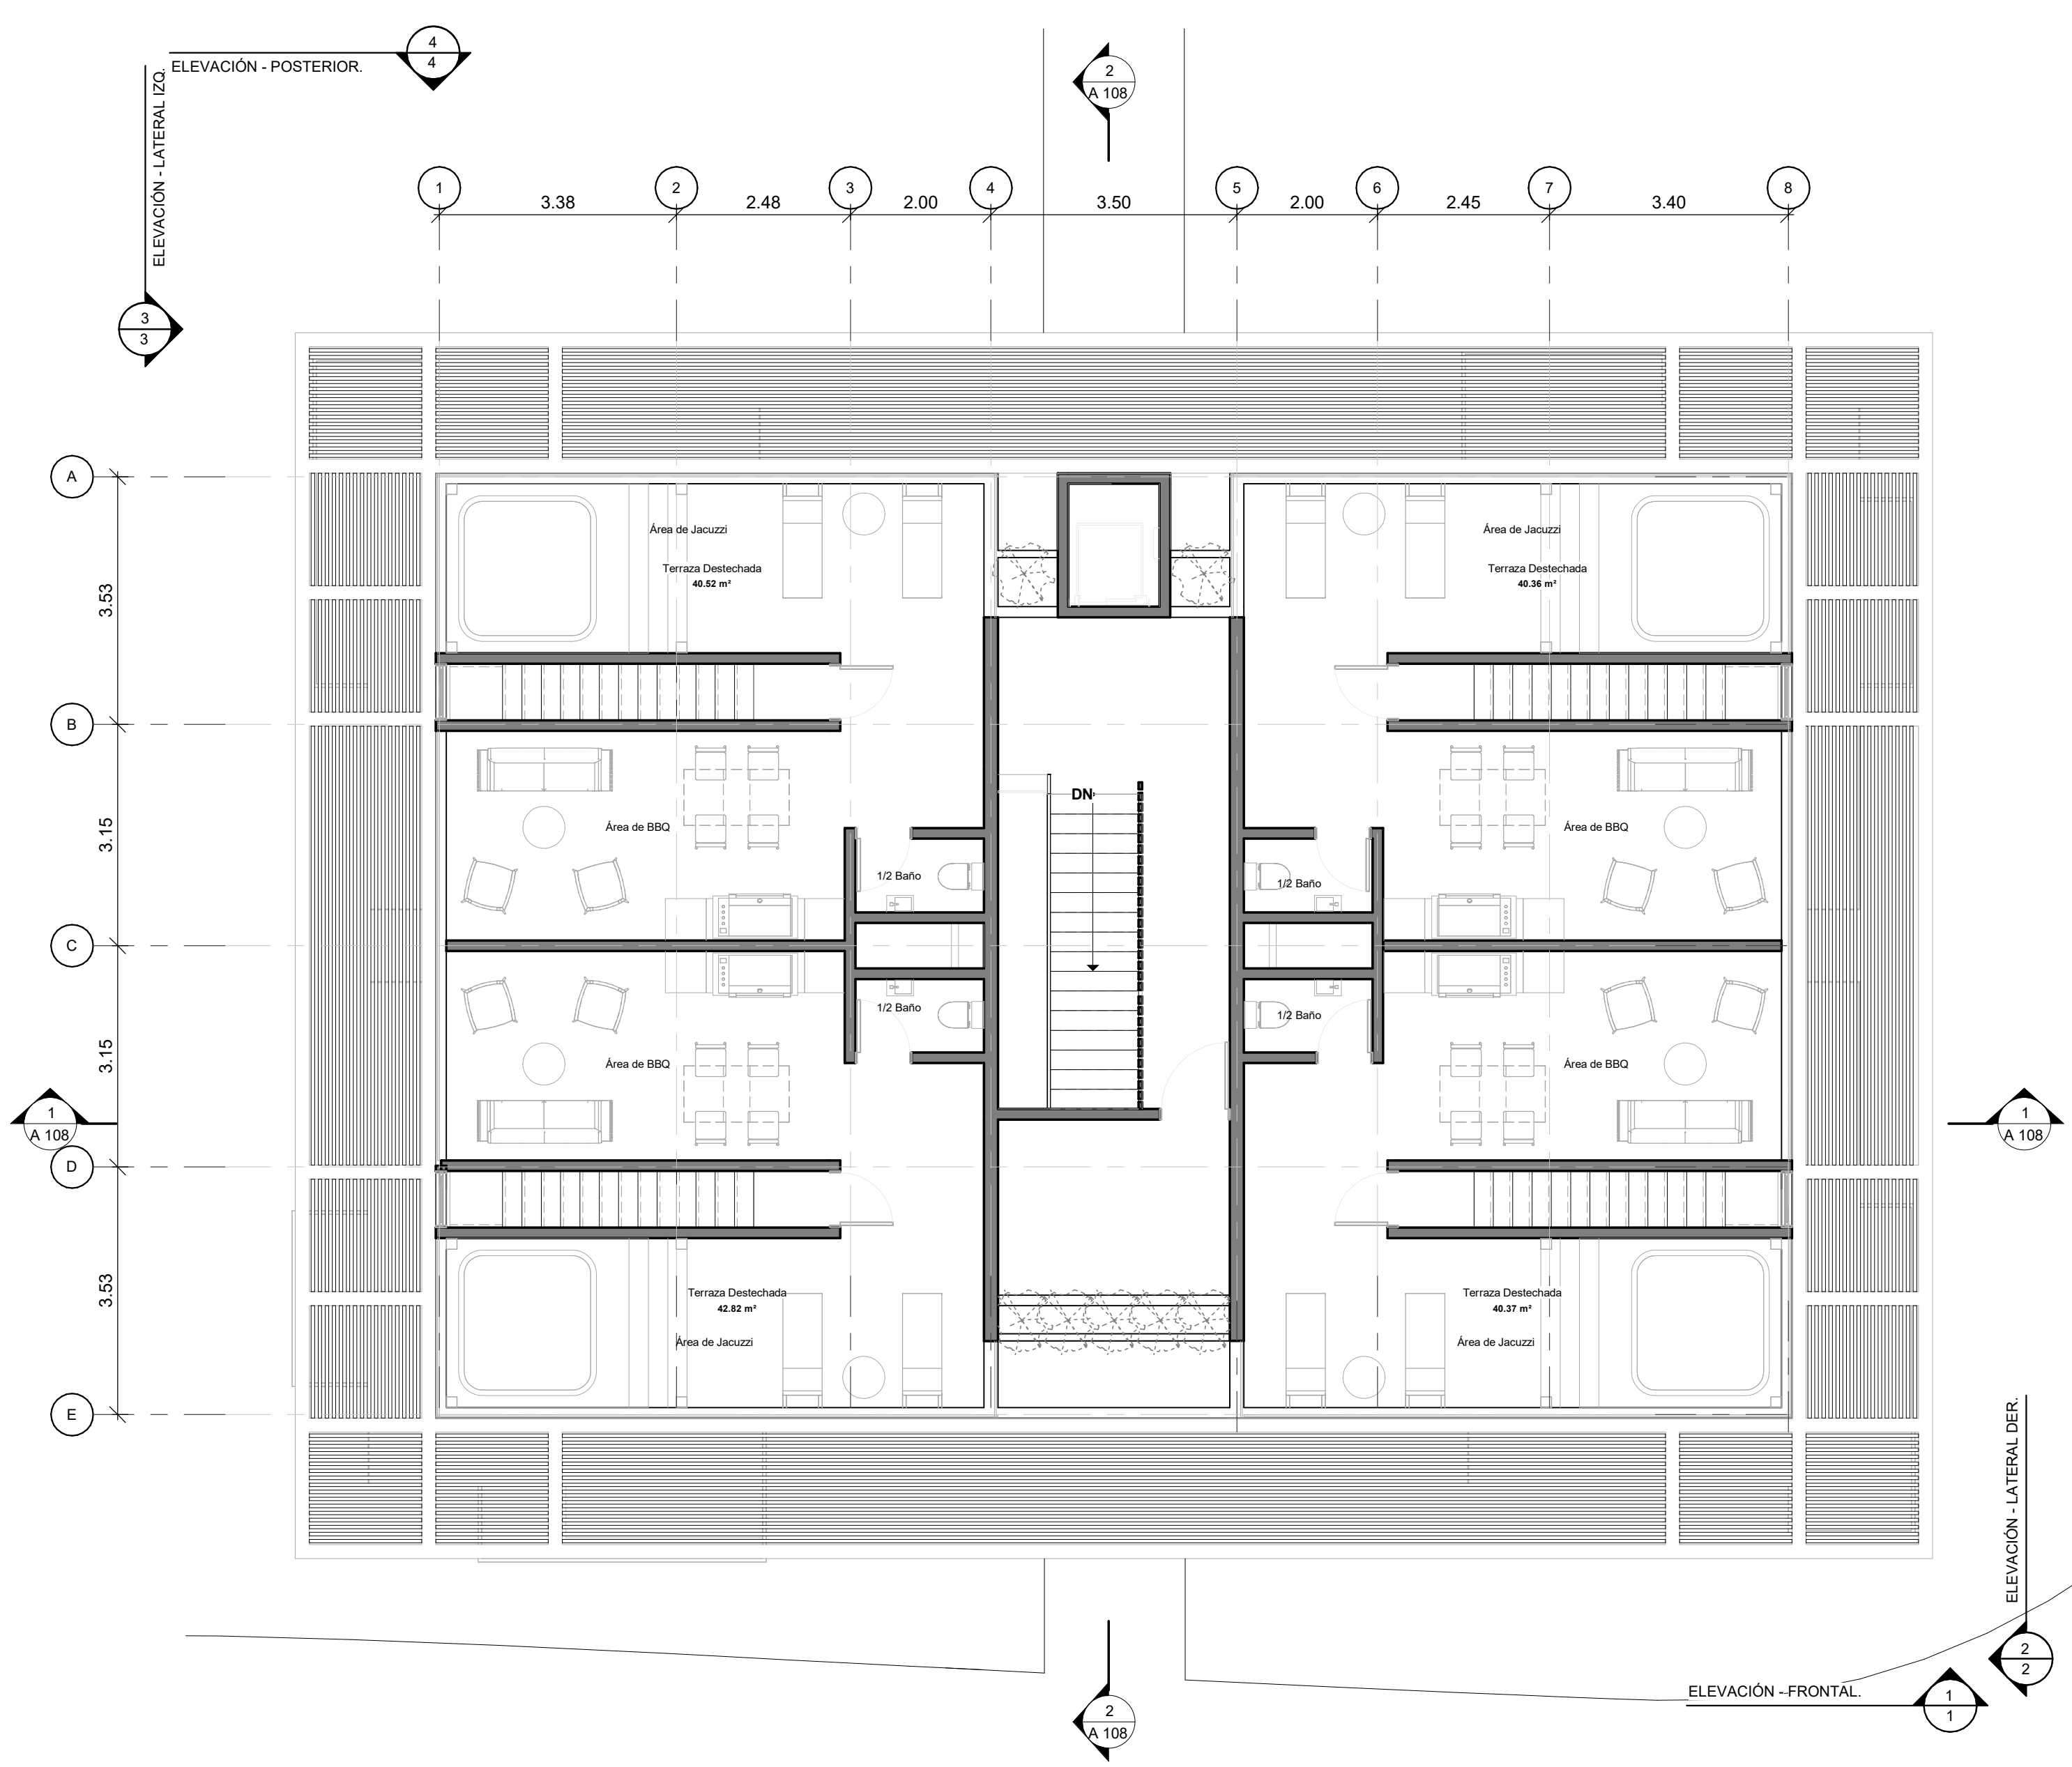 4
4
ELEVACIÓN - POSTERIOR.
ELEVACIÓN - LATERAL IZQ.
3
3
2
A 108
1
2
3
4
5
6
7
8
3.38
2.48
2.00
3.50
2.00
2.45
3.40
A
B
C
D
E
3.53
3.15
3.15
3.53
Área de Jacuzzi
Terraza Destechada
40.52 m²
Área de Jacuzzi
Terraza Destechada
40.36 m²
DN
Área de BBQ
Área de BBQ
1/2 Baño
1/2 Baño
1/2 Baño
1/2 Baño
Área de BBQ
Área de BBQ
1
A 108
1
A 108
Terraza Destechada
42.82 m²
Área de Jacuzzi
Terraza Destechada
40.37 m²
Área de Jacuzzi
ELEVACIÓN - LATERAL DER.
2
2
ELEVACIÓN - FRONTAL.
1
1
2
A 108